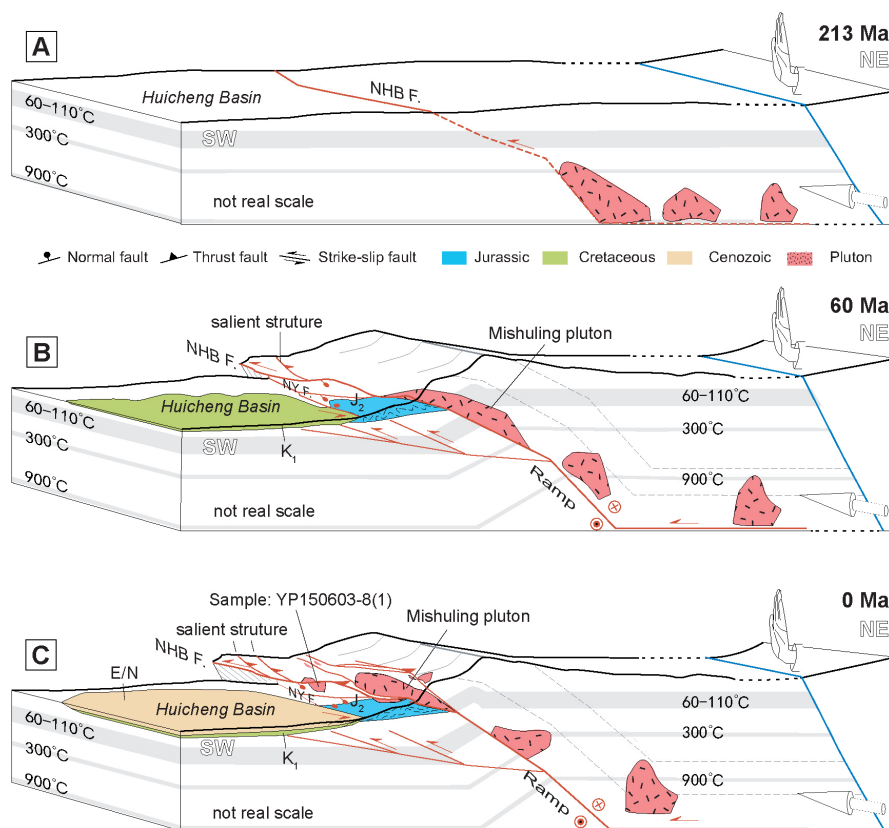 A
213 Ma
NE
NHB F.
Huicheng Basin
60–110°C
SW
300°C
900°C
not real scale
Normal fault Thrust fault Strike-slip fault Jurassic Cretaceous Cenozoic Pluton
B
60 Ma
NE
salient struture
Mishuling pluton
NHB F.
NY F.
J2
Huicheng Basin
60–110°C
60–110°C
SW
K1
300°C
300°C
900°C
900°C
Ramp
not real scale
C
0 Ma
NE
Sample: YP150603-8(1)
Mishuling pluton
salient struture
NHB F.
E/N
NY F.
J2
Huicheng Basin
60–110°C
60–110°C
SW
K1
300°C
300°C
900°C
900°C
Ramp
not real scale